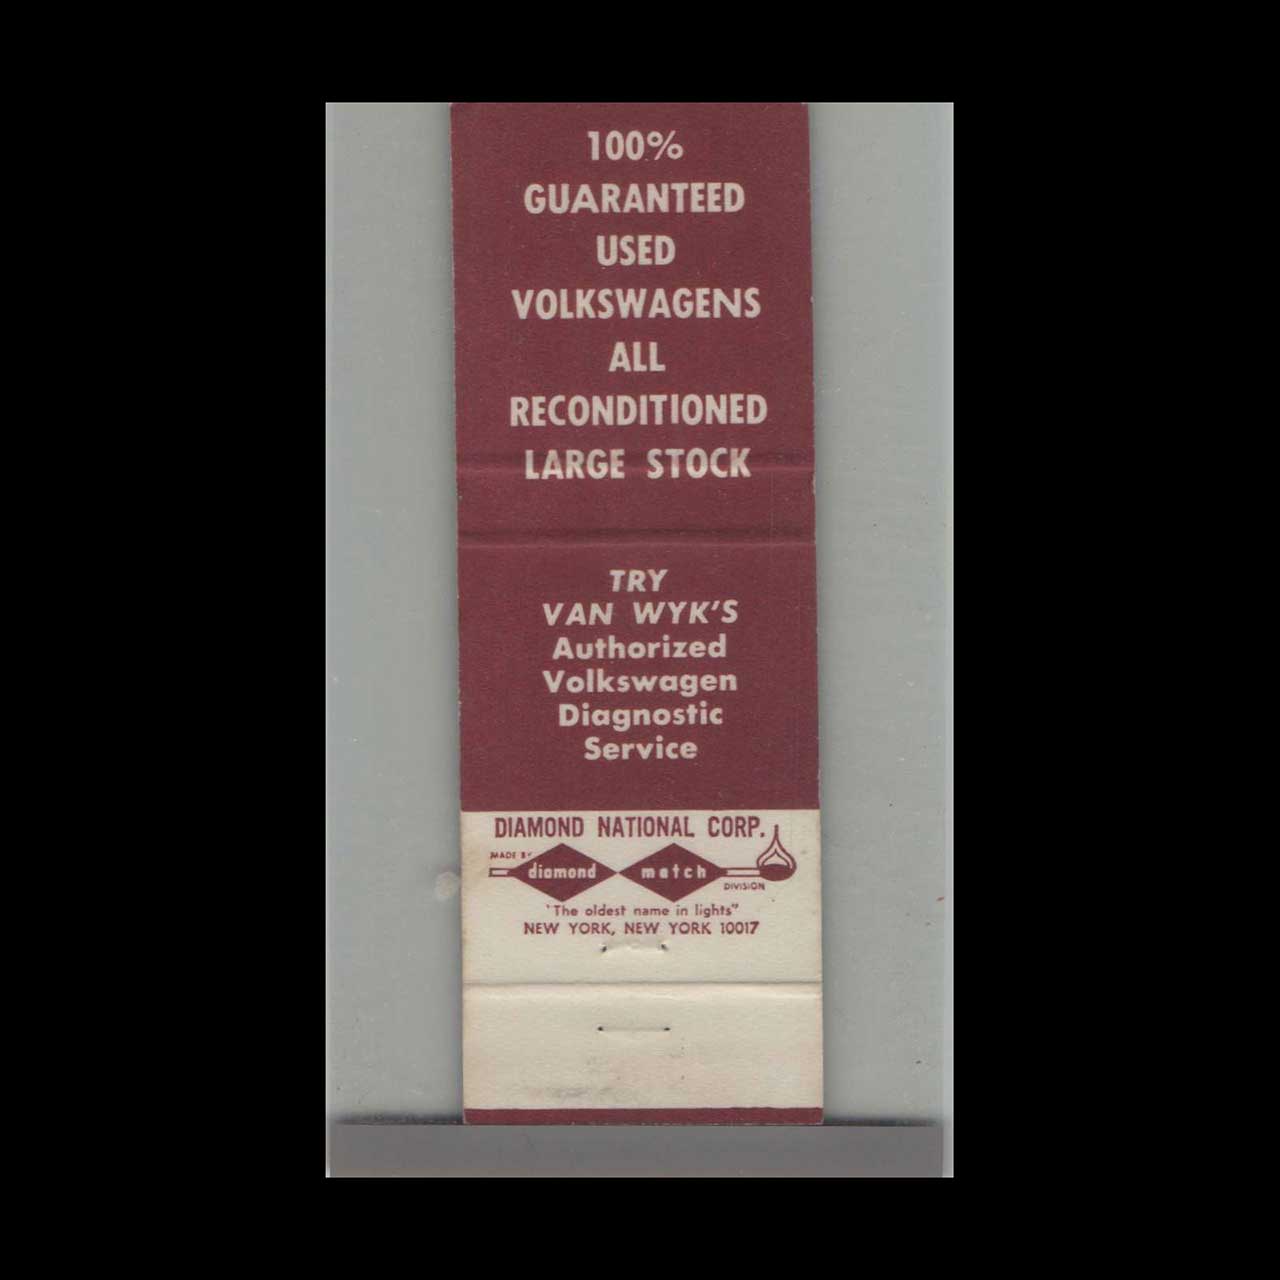 100%
GUARANTEED
USED
VOLKSWAGENS
ALL
RECONDITIONED
LARGE STOCK
TRY
VAN WYK'S
Authorized
Volkswagen
Diagnostic
Service
DIAMOND NATIONAL CORP.
MADE BY
diamond match
DIVISION
"The oldest name in lights"
NEW YORK, NEW YORK 10017